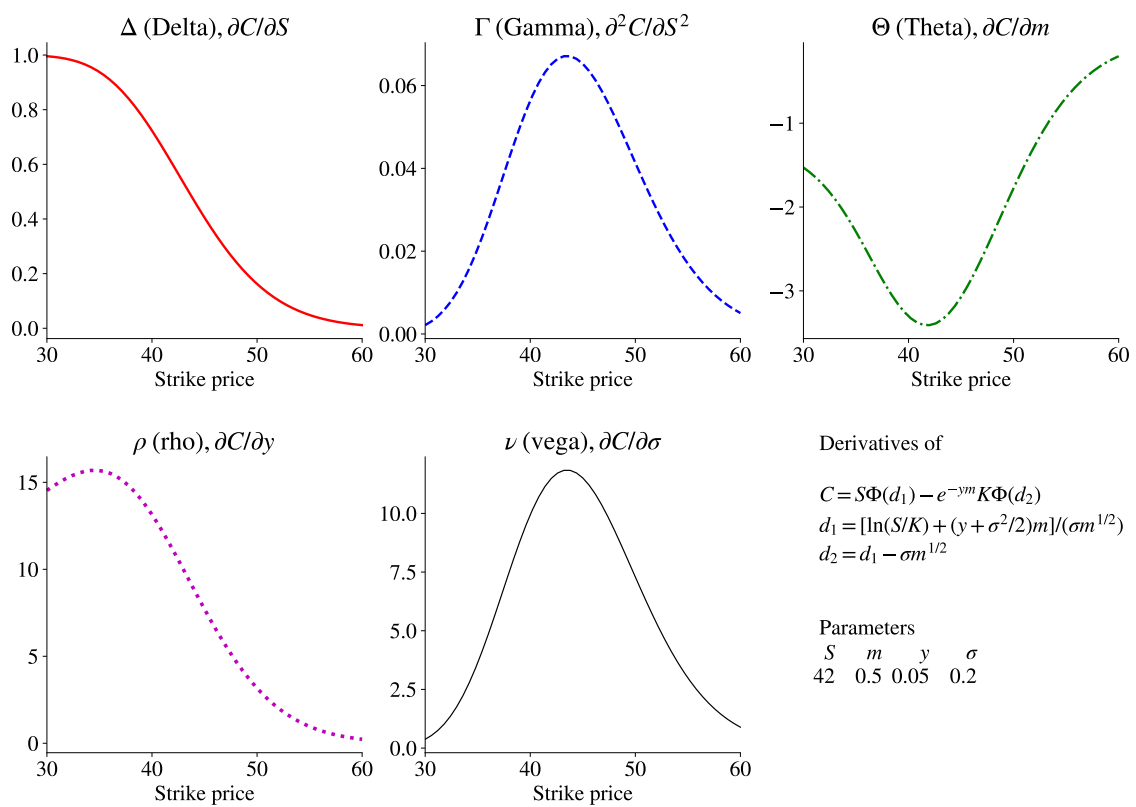 Δ (Delta), ∂C/∂S
1.0
0.8
0.6
0.4
0.2
0.0
30 40 50 60
Strike price
Γ (Gamma), ∂²C/∂S²
0.06
0.04
0.02
0.00
30 40 50 60
Strike price
Θ (Theta), ∂C/∂m
−1
−2
−3
30 40 50 60
Strike price
ρ (rho), ∂C/∂y
15
10
5
0
30 40 50 60
Strike price
ν (vega), ∂C/∂σ
10.0
7.5
5.0
2.5
0.0
30 40 50 60
Strike price
Derivatives of
C = SΦ(d₁) − e^{−ym}KΦ(d₂)
d₁ = [ln(S/K) + (y + σ²/2)m]/(σm^{1/2})
d₂ = d₁ − σm^{1/2}
Parameters
S m y σ
42 0.5 0.05 0.2